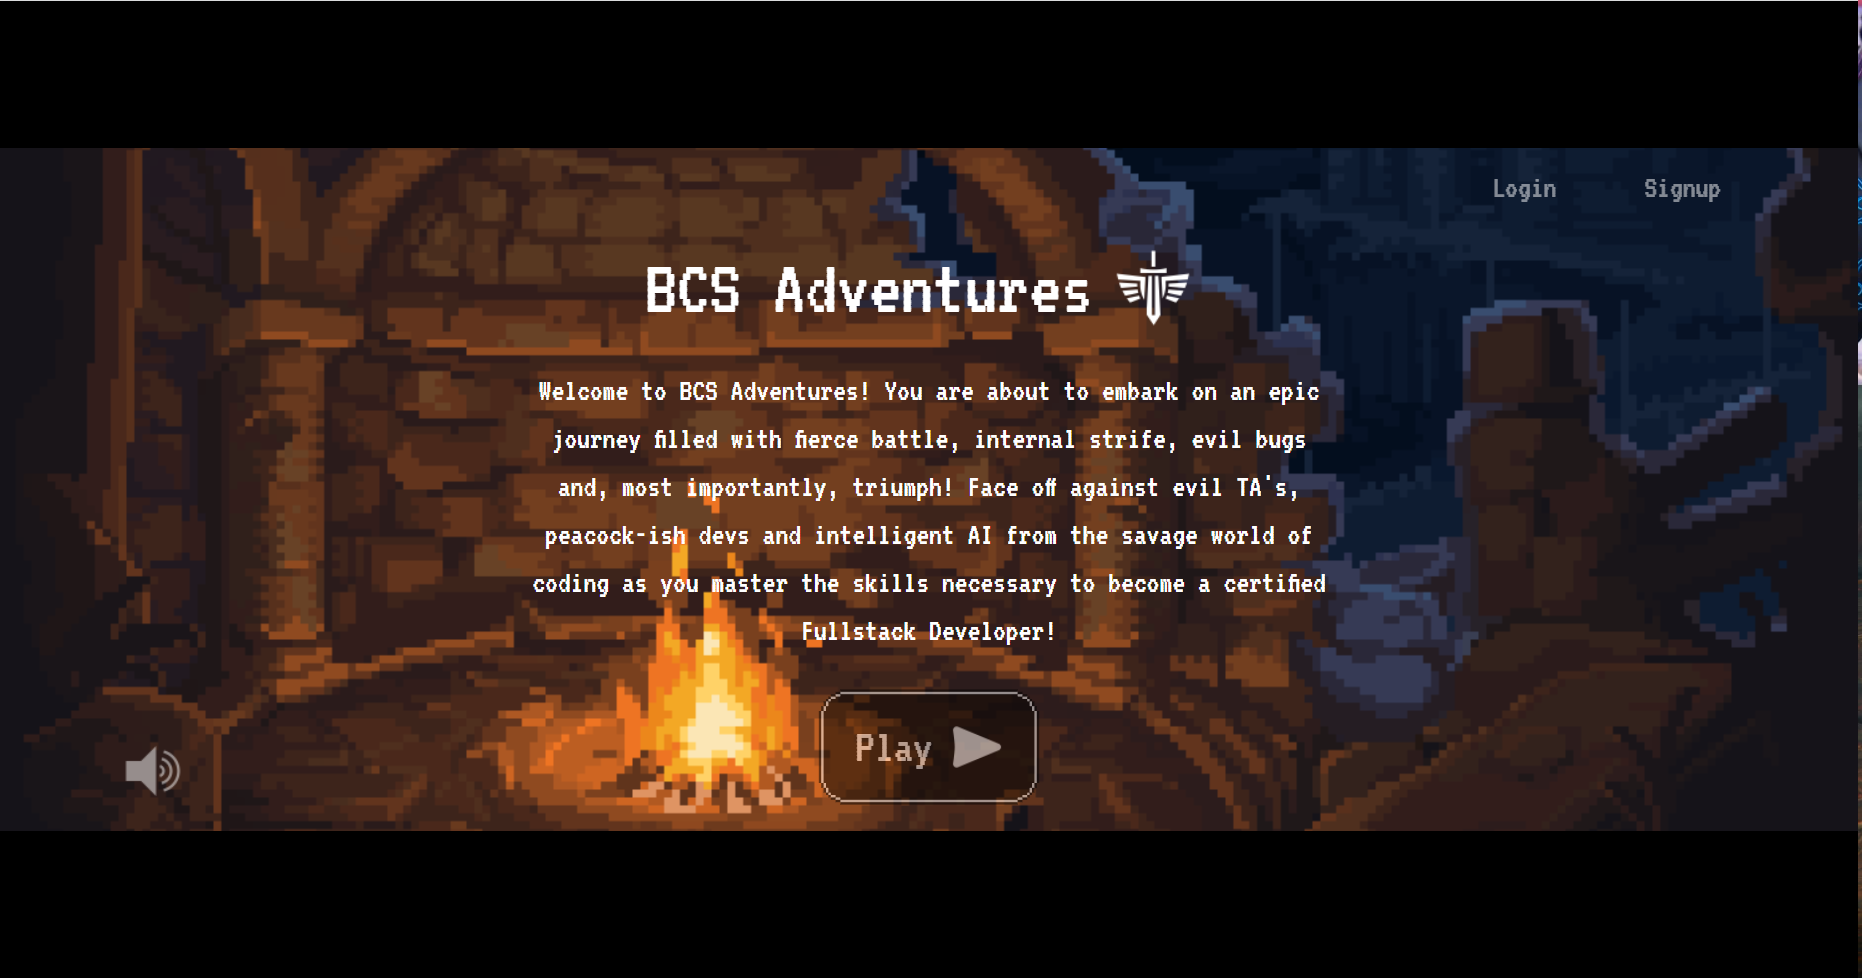 Login Signup
BCS Adventures
Welcome to BCS Adventures! You are about to embark on an epic
journey filled with fierce battle, internal strife, evil bugs
and, most importantly, triumph! Face off against evil TA's,
peacock-ish devs and intelligent AI from the savage world of
coding as you master the skills necessary to become a certified
Fullstack Developer!
Play